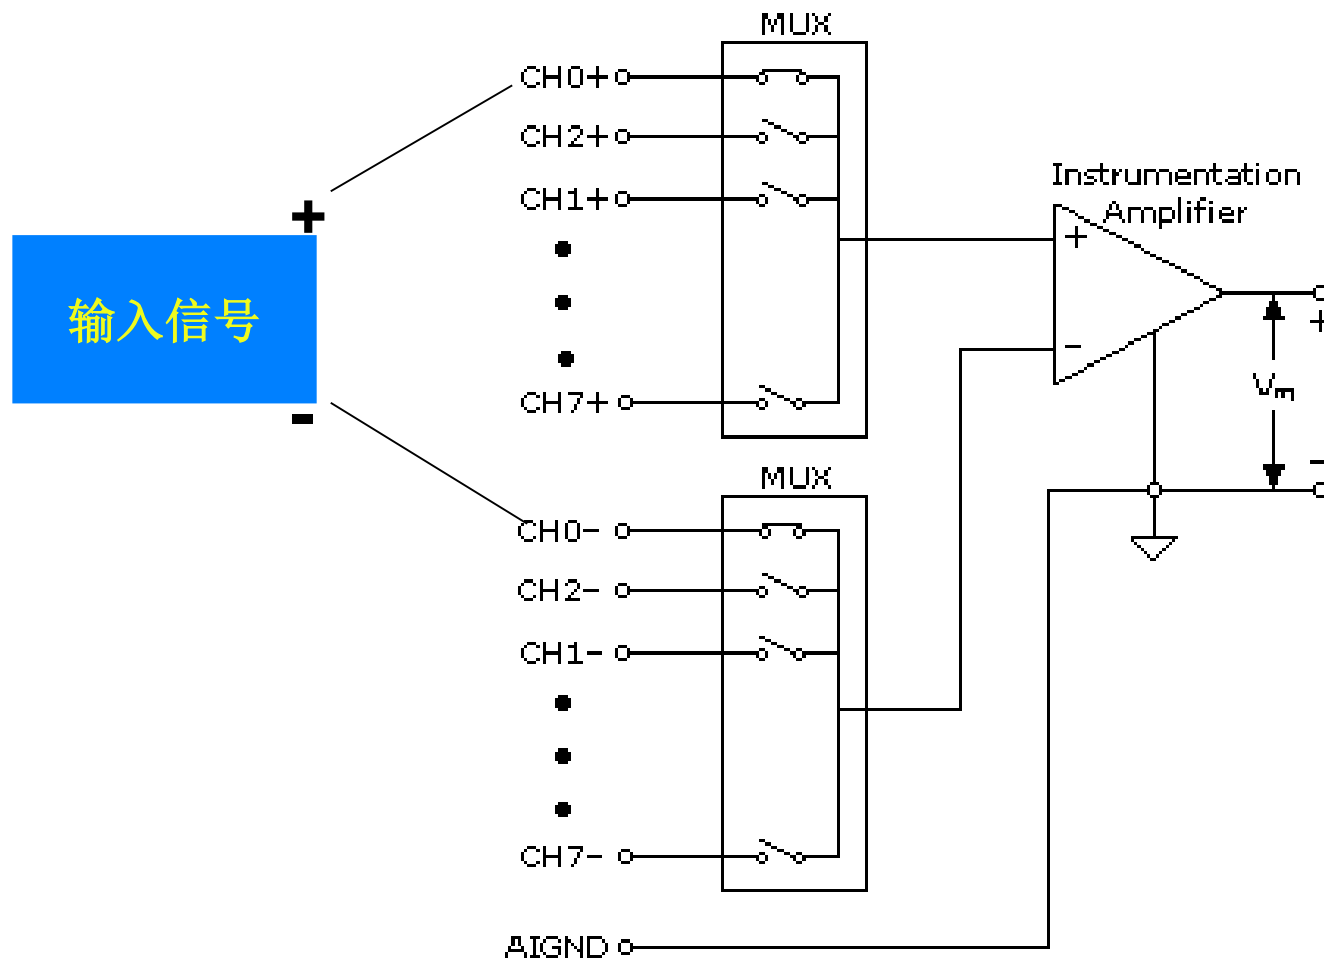 MUX
CH0+
CH2+
CH1+
CH7+
+
输入信号
-
Instrumentation
Amplifier
+
-
+
Vm
-
MUX
CH0-
CH2-
CH1-
CH7-
AIGND